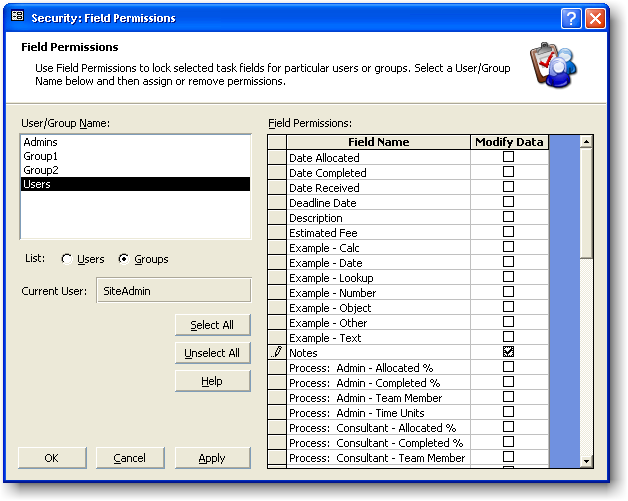 Security: Field Permissions
Field Permissions
Use Field Permissions to lock selected task fields for particular users or groups. Select a User/Group
Name below and then assign or remove permissions.
User/Group Name:
Admins
Group1
Group2
Users
List:
Users
Groups
Current User:
SiteAdmin
Select All
Unselect All
Help
OK
Cancel
Apply
Field Permissions:
Field Name Modify Data
Date Allocated
Date Completed
Date Received
Deadline Date
Description
Estimated Fee
Example - Calc
Example - Date
Example - Lookup
Example - Number
Example - Object
Example - Other
Example - Text
Notes
Process: Admin - Allocated %
Process: Admin - Completed %
Process: Admin - Team Member
Process: Admin - Time Units
Process: Consultant - Allocated %
Process: Consultant - Completed %
Process: Consultant - Team Member